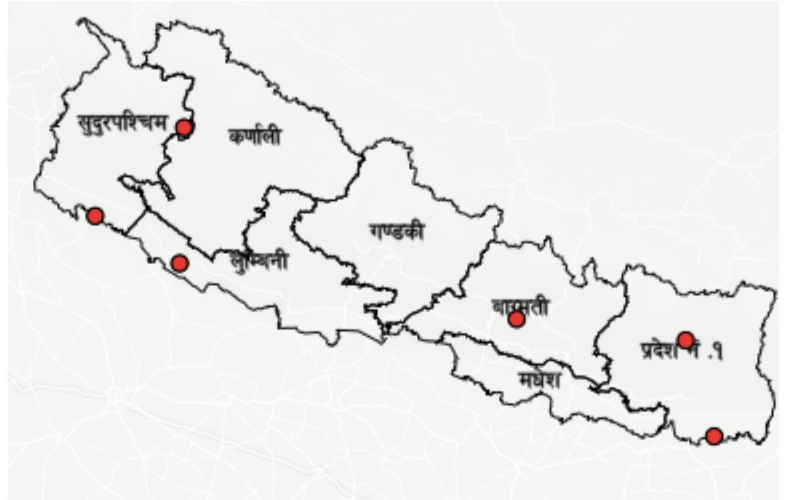 सुदुरपश्चिम
कर्णाली
गण्डकी
लुम्बिनी
बागमती
प्रदेश नं .१
मधेश